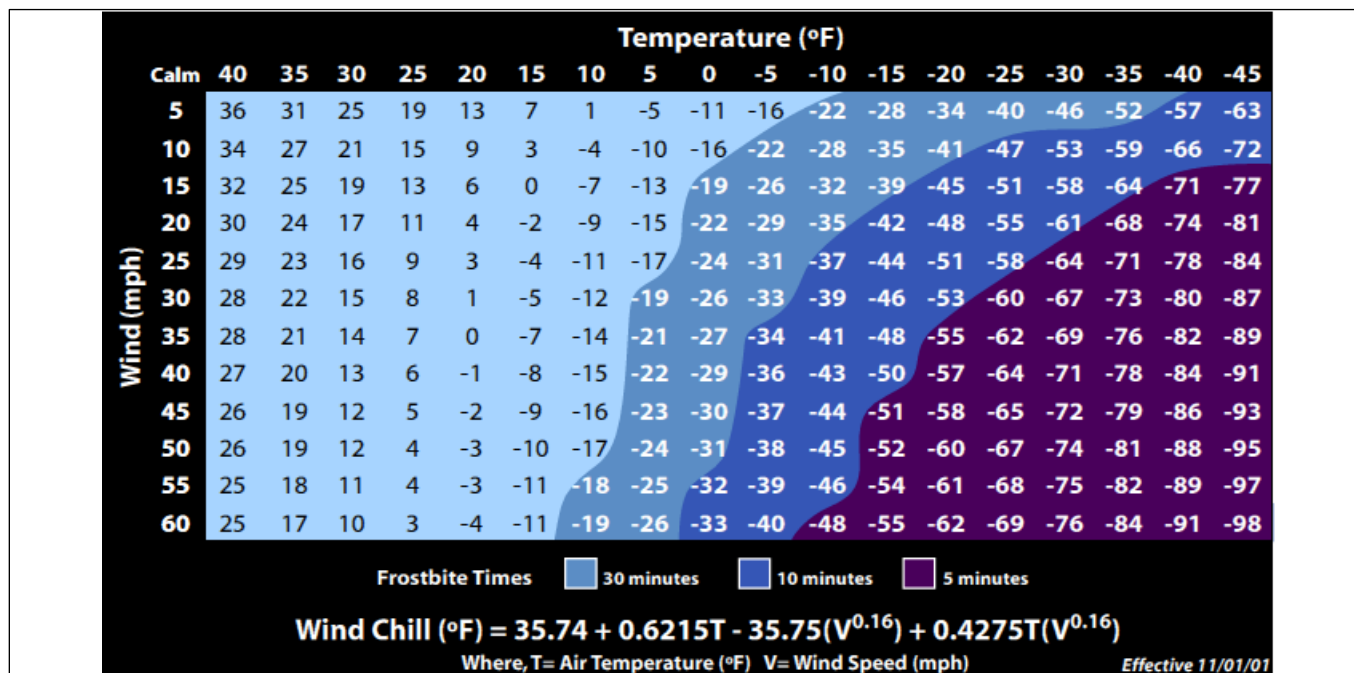 Temperature (ºF)
Calm 40 35 30 25 20 15 10 5 0 -5 -10 -15 -20 -25 -30 -35 -40 -45
5 36 31 25 19 13 7 1 -5 -11 -16 -22 -28 -34 -40 -46 -52 -57 -63
10 34 27 21 15 9 3 -4 -10 -16 -22 -28 -35 -41 -47 -53 -59 -66 -72
15 32 25 19 13 6 0 -7 -13 -19 -26 -32 -39 -45 -51 -58 -64 -71 -77
20 30 24 17 11 4 -2 -9 -15 -22 -29 -35 -42 -48 -55 -61 -68 -74 -81
25 29 23 16 9 3 -4 -11 -17 -24 -31 -37 -44 -51 -58 -64 -71 -78 -84
30 28 22 15 8 1 -5 -12 -19 -26 -33 -39 -46 -53 -60 -67 -73 -80 -87
35 28 21 14 7 0 -7 -14 -21 -27 -34 -41 -48 -55 -62 -69 -76 -82 -89
40 27 20 13 6 -1 -8 -15 -22 -29 -36 -43 -50 -57 -64 -71 -78 -84 -91
45 26 19 12 5 -2 -9 -16 -23 -30 -37 -44 -51 -58 -65 -72 -79 -86 -93
50 26 19 12 4 -3 -10 -17 -24 -31 -38 -45 -52 -60 -67 -74 -81 -88 -95
55 25 18 11 4 -3 -11 -18 -25 -32 -39 -46 -54 -61 -68 -75 -82 -89 -97
60 25 17 10 3 -4 -11 -19 -26 -33 -40 -48 -55 -62 -69 -76 -84 -91 -98
Wind (mph)
Frostbite Times 30 minutes 10 minutes 5 minutes
Wind Chill (ºF) = 35.74 + 0.6215T - 35.75(V^0.16) + 0.4275T(V^0.16)
Where, T= Air Temperature (ºF) V= Wind Speed (mph) Effective 11/01/01